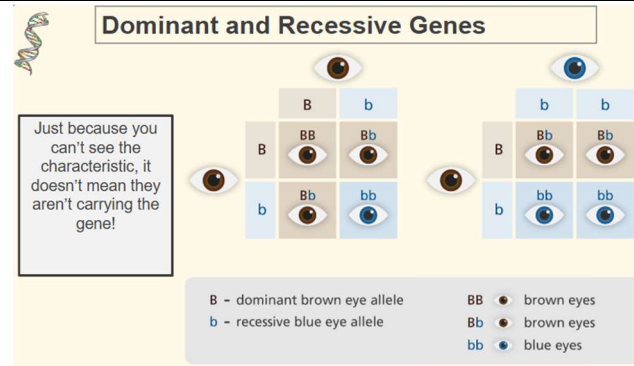 Dominant and Recessive Genes
Just because you
can't see the
characteristic, it
doesn't mean they
aren't carrying the
gene!
B b
B BB Bb
b Bb bb
b b
B Bb Bb
b bb bb
B - dominant brown eye allele
b - recessive blue eye allele
BB brown eyes
Bb brown eyes
bb blue eyes